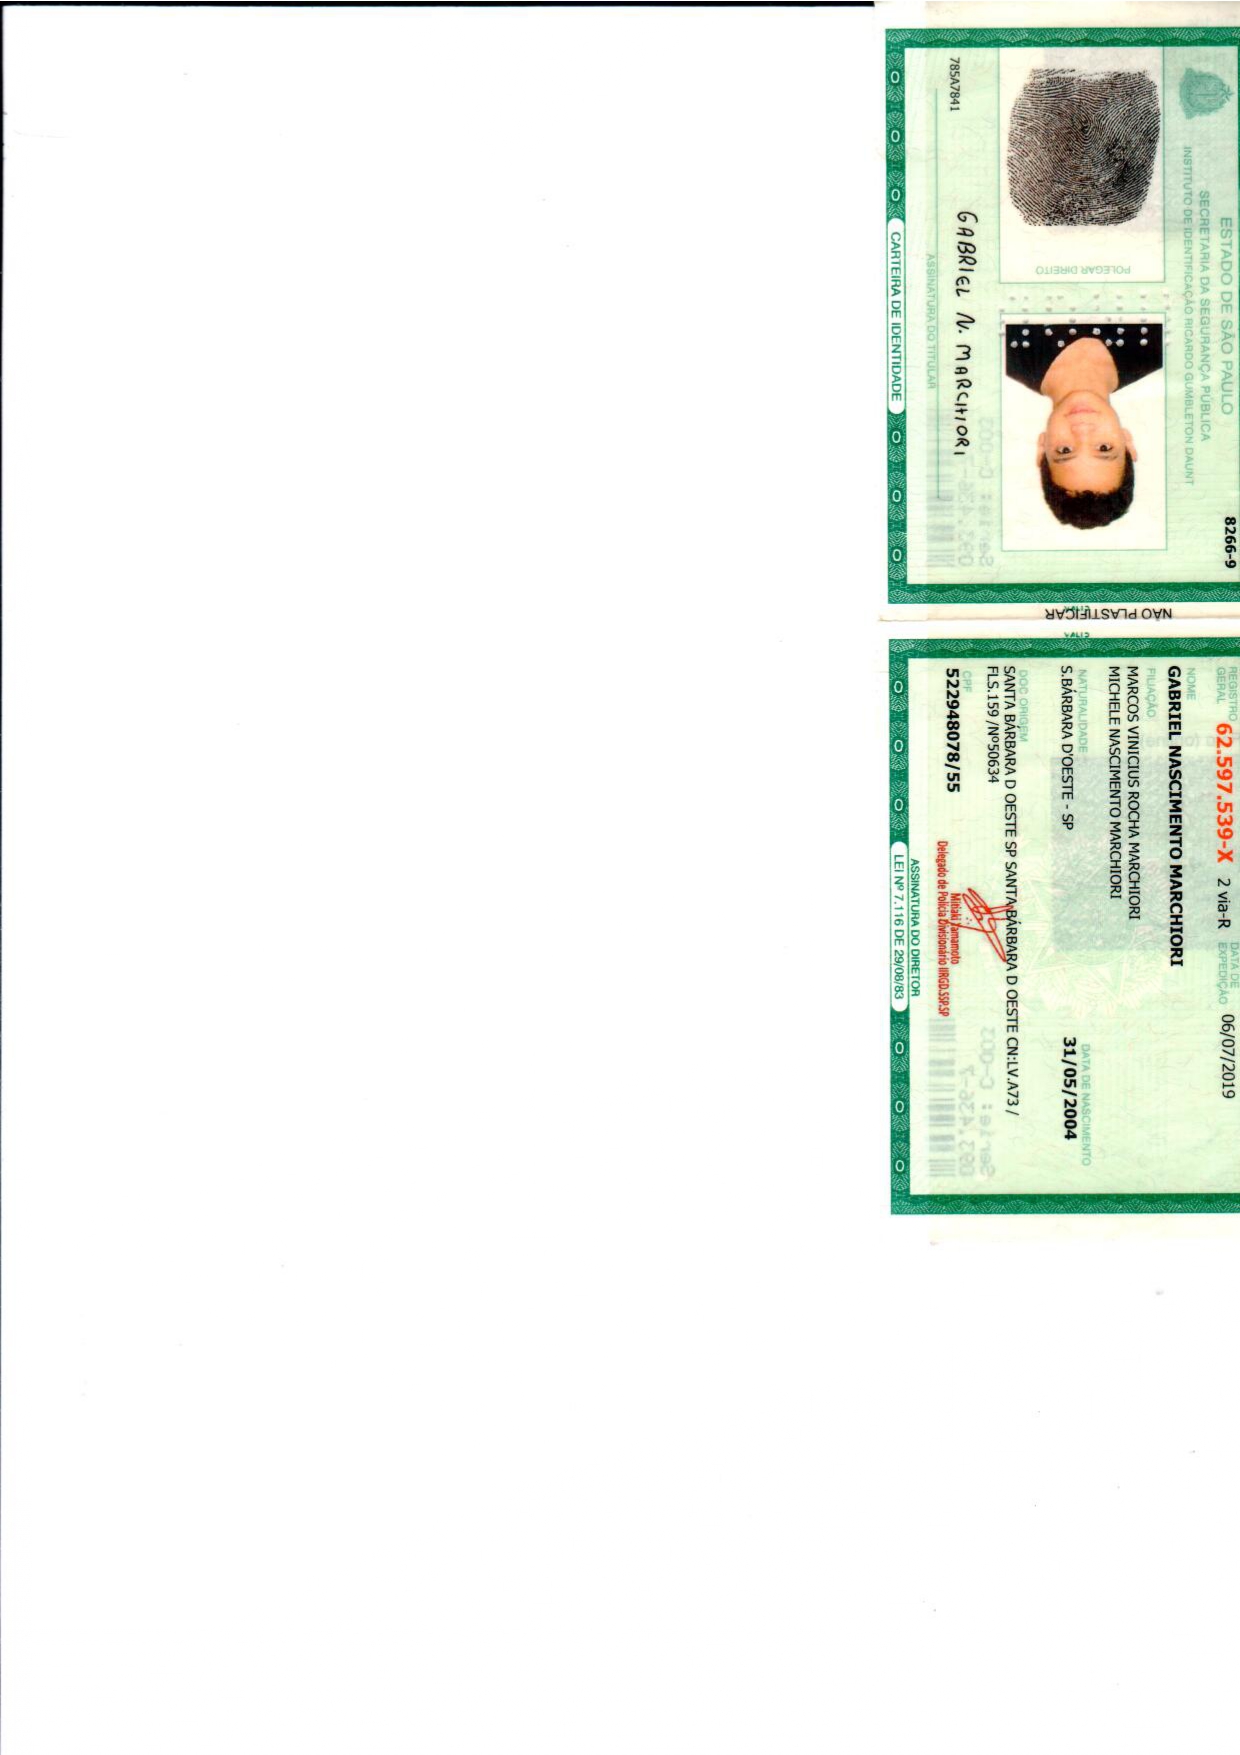 ESTADO DE SÃO PAULO
SECRETARIA DA SEGURANÇA PÚBLICA
INSTITUTO DE IDENTIFICAÇÃO RICARDO GUMBLETON DAUNT
8266-9
POLEGAR DIREITO
GABRIEL N. MARCHIORI
785A7841
ASSINATURA DO TITULAR
CARTEIRA DE IDENTIDADE
NÃO PLASTIFICAR
REGISTRO GERAL 62.597.539-X 2 via-R DATA DE EXPEDIÇÃO 06/07/2019
NOME
GABRIEL NASCIMENTO MARCHIORI
FILIAÇÃO
MARCOS VINICIUS ROCHA MARCHIORI
MICHELE NASCIMENTO MARCHIORI
NATURALIDADE DATA DE NASCIMENTO
S.BÁRBARA D'OESTE - SP 31/05/2004
DOC ORIGEM
SANTA BÁRBARA D OESTE SP SANTA BÁRBARA D OESTE CN:LV.A73 /
FLS.159 /Nº50634
CPF
522948078/55
Mitiaki Yamamoto
Delegado de Polícia Divisionário IIRGD.SSP.SP
ASSINATURA DO DIRETOR
LEI Nº 7.116 DE 29/08/83